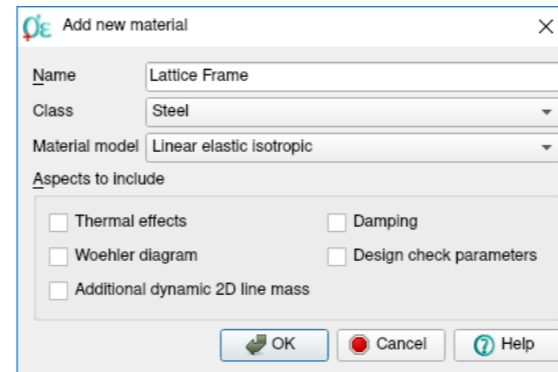 Add new material
Name Lattice Frame
Class Steel
Material model Linear elastic isotropic
Aspects to include
Thermal effects Damping
Woehler diagram Design check parameters
Additional dynamic 2D line mass
OK Cancel Help